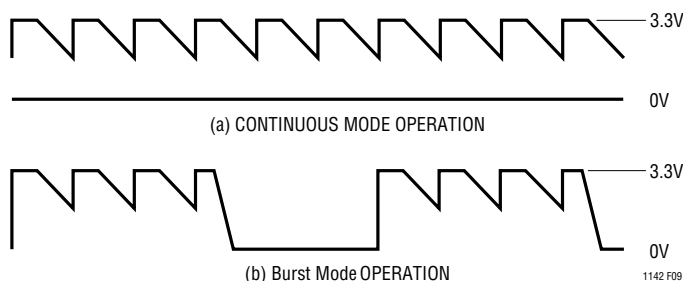 3.3V
0V
(a) CONTINUOUS MODE OPERATION
3.3V
0V
(b) Burst Mode OPERATION
1142 F09